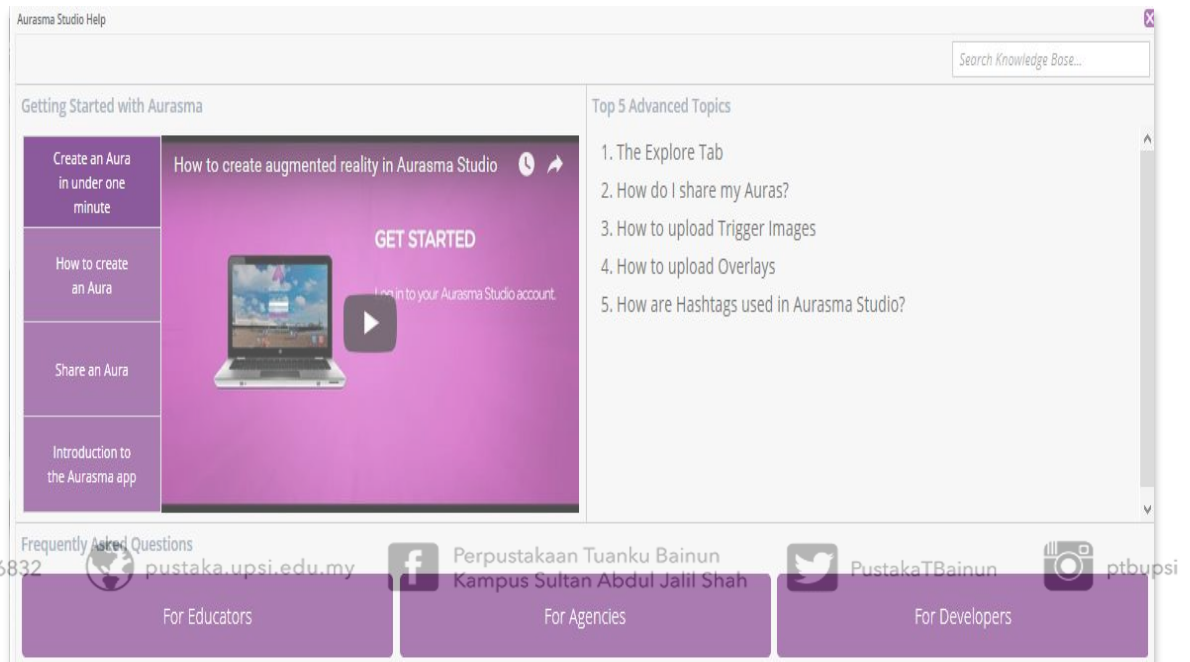 Aurasma Studio Help
Search Knowledge Base...
Getting Started with Aurasma
Create an Aura
in under one
minute
How to create
an Aura
Share an Aura
Introduction to
the Aurasma app
How to create augmented reality in Aurasma Studio
GET STARTED
Log in to your Aurasma Studio account.
Top 5 Advanced Topics
1. The Explore Tab
2. How do I share my Auras?
3. How to upload Trigger Images
4. How to upload Overlays
5. How are Hashtags used in Aurasma Studio?
Frequently Asked Questions
6832
pustaka.upsi.edu.my
Perpustakaan Tuanku Bainun
Kampus Sultan Abdul Jalil Shah
PustakaTBainun
ptbupsi
For Educators
For Agencies
For Developers